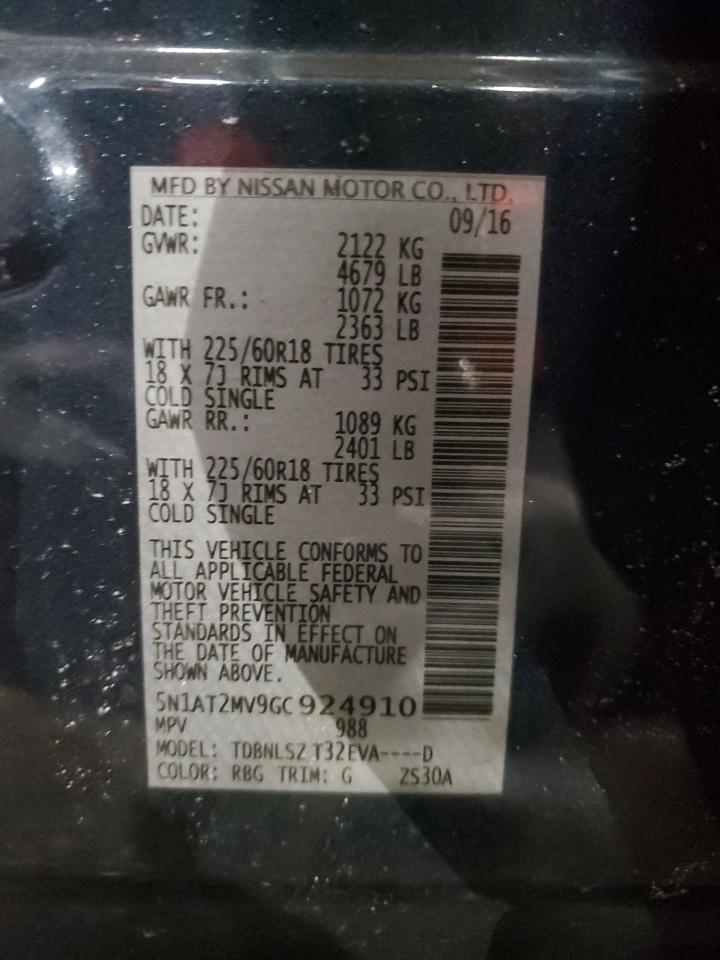 MFD BY NISSAN MOTOR CO., LTD.
DATE: 09/16
GVWR: 2122 KG
4679 LB
GAWR FR.: 1072 KG
2363 LB
WITH 225/60R18 TIRES
18 X 7J RIMS AT 33 PSI
COLD SINGLE
GAWR RR.: 1089 KG
2401 LB
WITH 225/60R18 TIRES
18 X 7J RIMS AT 33 PSI
COLD SINGLE
THIS VEHICLE CONFORMS TO
ALL APPLICABLE FEDERAL
MOTOR VEHICLE SAFETY AND
THEFT PREVENTION
STANDARDS IN EFFECT ON
THE DATE OF MANUFACTURE
SHOWN ABOVE.
5N1AT2MV9GC924910
MPV 988
MODEL: TDBNLSZ T32EVA----D
COLOR: RBG TRIM: G ZS30A